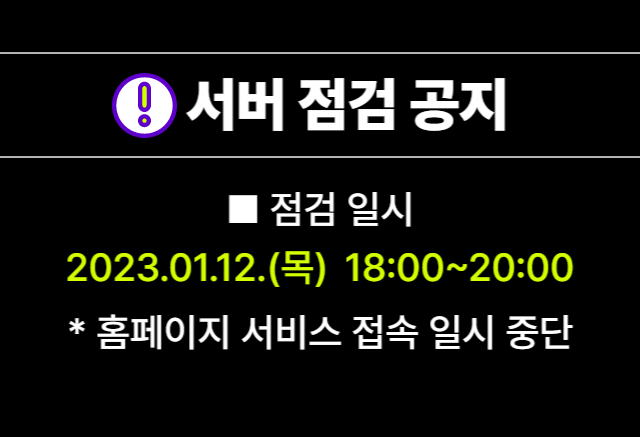 서버 점검 공지
■ 점검 일시
2023.01.12.(목) 18:00~20:00
* 홈페이지 서비스 접속 일시 중단